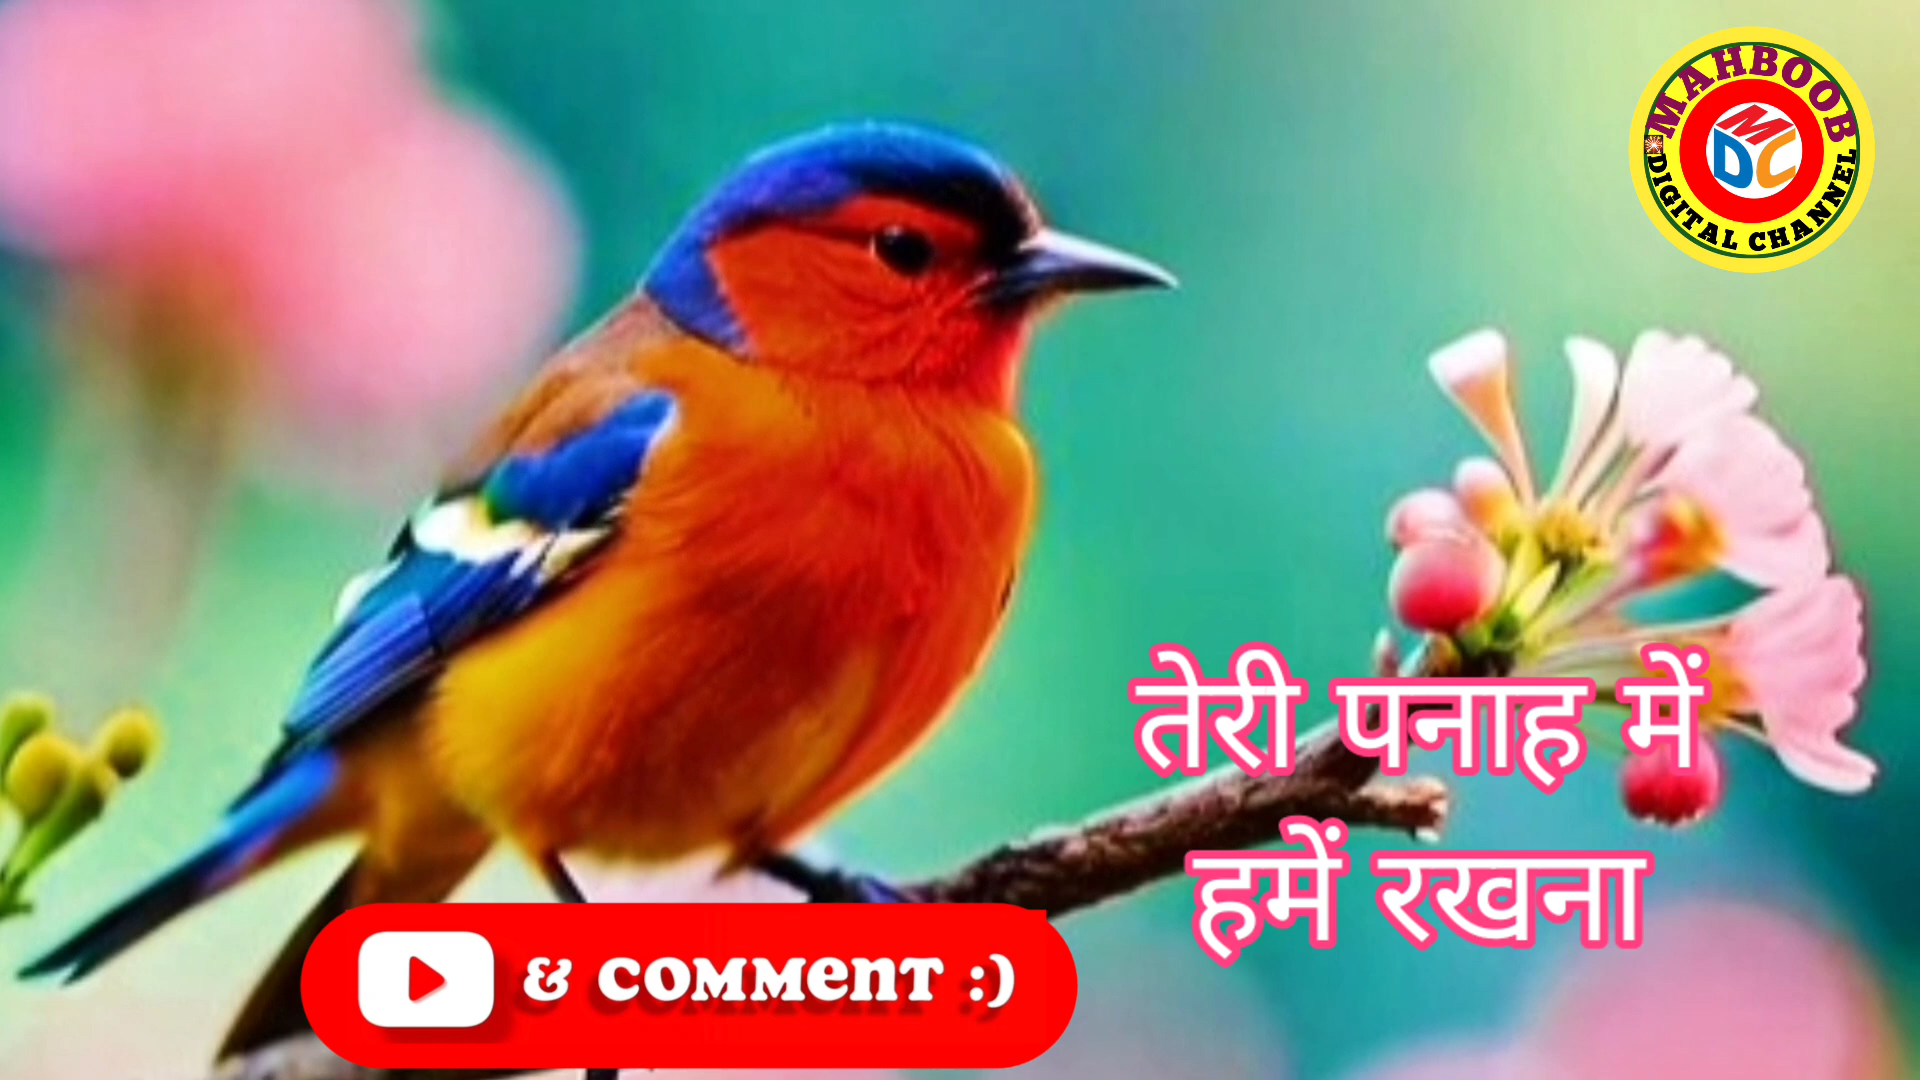 MAHBOOB
MDC
DIGITAL CHANNEL
तेरी पनाह में
हमें रखना
& COMMENT :)